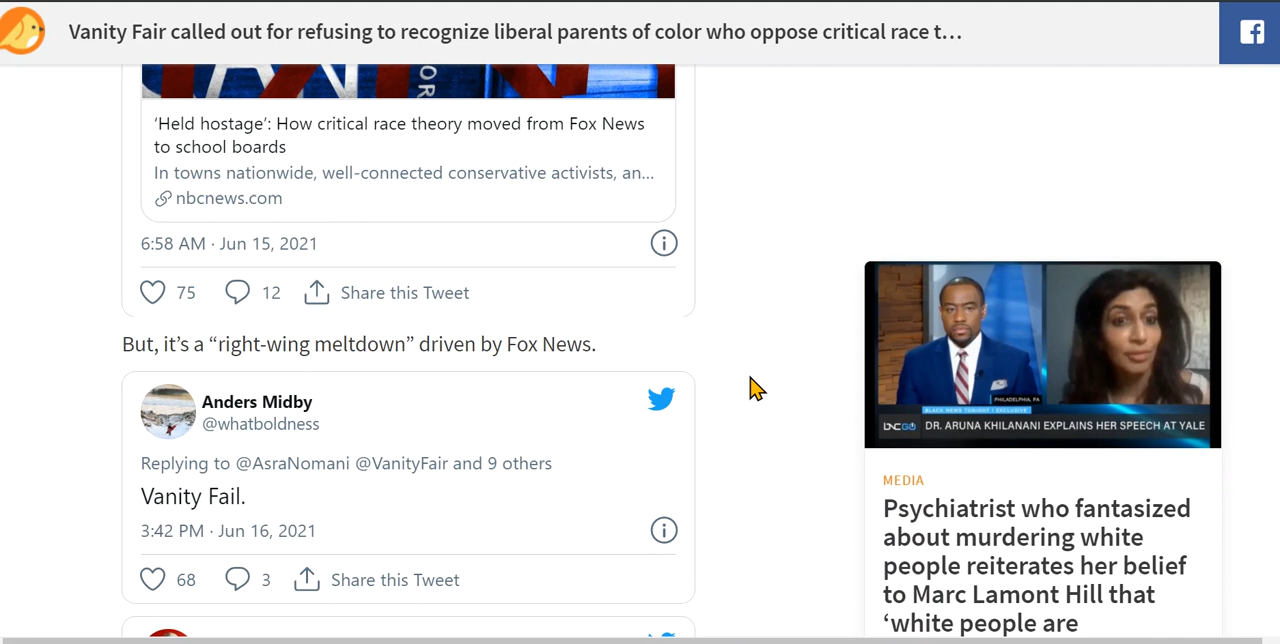 Vanity Fair called out for refusing to recognize liberal parents of color who oppose critical race t…
OR
‘Held hostage’: How critical race theory moved from Fox News
to school boards
In towns nationwide, well-connected conservative activists, an...
nbcnews.com
6:58 AM · Jun 15, 2021
75 12 Share this Tweet
But, it’s a “right-wing meltdown” driven by Fox News.
Anders Midby
@whatboldness
Replying to @AsraNomani @VanityFair and 9 others
Vanity Fail.
3:42 PM · Jun 16, 2021
68 3 Share this Tweet
PHILADELPHIA, PA
BLACK NEWS TONIGHT | EXCLUSIVE
BNC GO DR. ARUNA KHILANANI EXPLAINS HER SPEECH AT YALE
MEDIA
Psychiatrist who fantasized
about murdering white
people reiterates her belief
to Marc Lamont Hill that
‘white people are